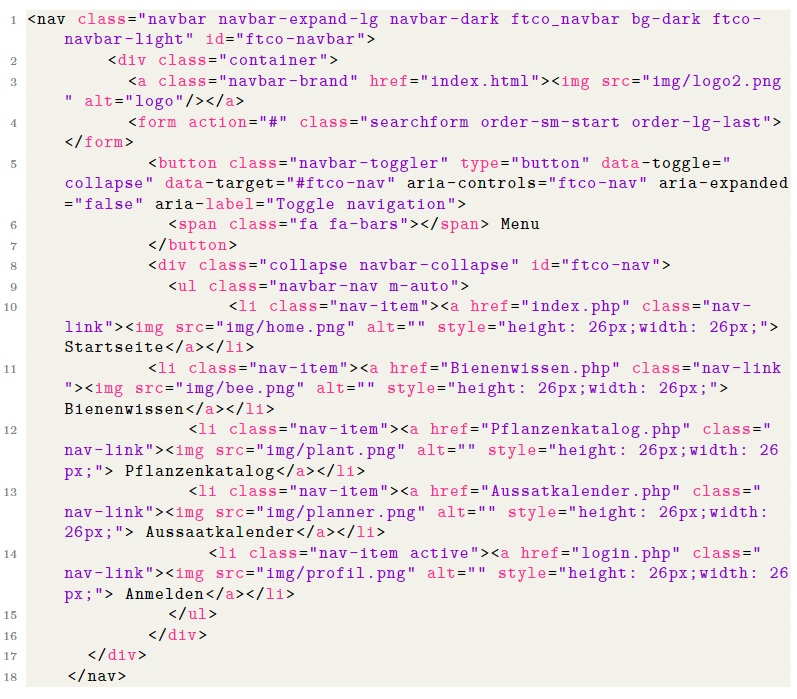 1 <nav class="navbar navbar-expand-lg navbar-dark ftco_navbar bg-dark ftco-
navbar-light" id="ftco-navbar">
2 <div class="container">
3 <a class="navbar-brand" href="index.html"><img src="img/logo2.png
" alt="logo"/></a>
4 <form action="#" class="searchform order-sm-start order-lg-last">
</form>
5 <button class="navbar-toggler" type="button" data-toggle="
collapse" data-target="#ftco-nav" aria-controls="ftco-nav" aria-expanded
="false" aria-label="Toggle navigation">
6 <span class="fa fa-bars"></span> Menu
7 </button>
8 <div class="collapse navbar-collapse" id="ftco-nav">
9 <ul class="navbar-nav m-auto">
10 <li class="nav-item"><a href="index.php" class="nav-
link"><img src="img/home.png" alt="" style="height: 26px;width: 26px;">
Startseite</a></li>
11 <li class="nav-item"><a href="Bienenwissen.php" class="nav-link
"><img src="img/bee.png" alt="" style="height: 26px;width: 26px;">
Bienenwissen</a></li>
12 <li class="nav-item"><a href="Pflanzenkatalog.php" class="
nav-link"><img src="img/plant.png" alt="" style="height: 26px;width: 26
px;"> Pflanzenkatalog</a></li>
13 <li class="nav-item"><a href="Aussatkalender.php" class="
nav-link"><img src="img/planner.png" alt="" style="height: 26px;width:
26px;"> Aussaatkalender</a></li>
14 <li class="nav-item active"><a href="login.php" class="
nav-link"><img src="img/profil.png" alt="" style="height: 26px;width: 26
px;"> Anmelden</a></li>
15 </ul>
16 </div>
17 </div>
18 </nav>